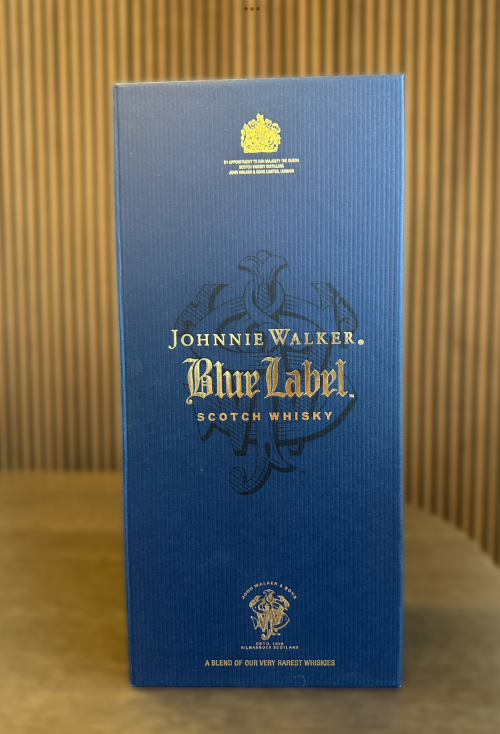 BY APPOINTMENT TO HER MAJESTY THE QUEEN
SCOTCH WHISKY DISTILLERS
JOHN WALKER & SONS LIMITED, LONDON
JOHNNIE WALKER®
Blue Label™
SCOTCH WHISKY
JOHN WALKER & SONS
ESTD. 1820
KILMARNOCK SCOTLAND
A BLEND OF OUR VERY RAREST WHISKIES